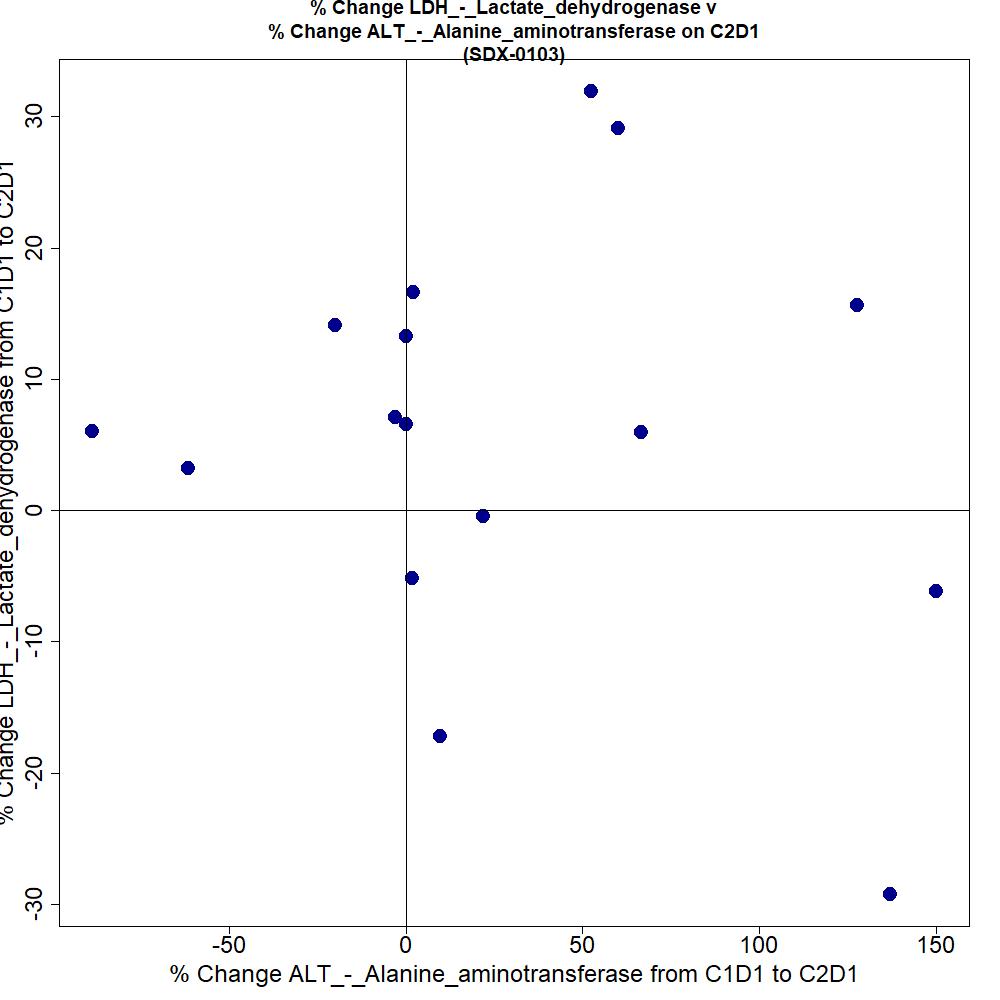 % Change LDH_-_Lactate_dehydrogenase v
% Change ALT_-_Alanine_aminotransferase on C2D1
(SDX-0103)
% Change LDH_-_Lactate_dehydrogenase from C1D1 to C2D1
30
20
10
0
-10
-20
-30
-50
0
50
100
150
% Change ALT_-_Alanine_aminotransferase from C1D1 to C2D1